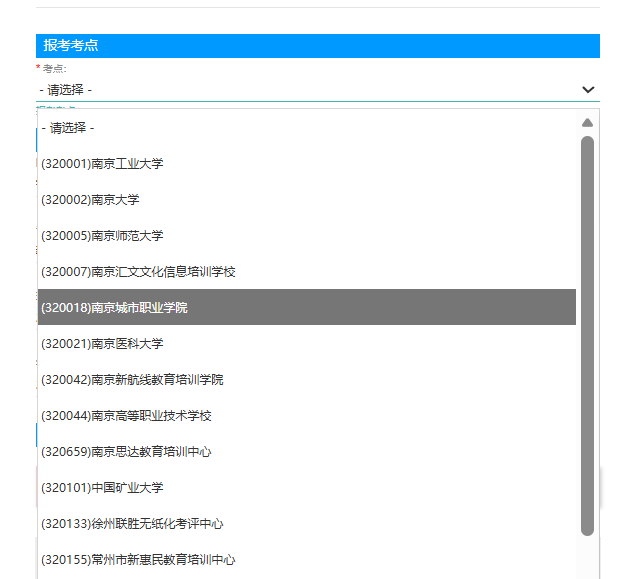 报考考点
* 考点:
- 请选择 -
- 请选择 -
(320001)南京工业大学
(320002)南京大学
(320005)南京师范大学
(320007)南京汇文文化信息培训学校
(320018)南京城市职业学院
(320021)南京医科大学
(320042)南京新航线教育培训学院
(320044)南京高等职业技术学校
(320659)南京思达教育培训中心
(320101)中国矿业大学
(320133)徐州联胜无纸化考评中心
(320155)常州市新惠民教育培训中心